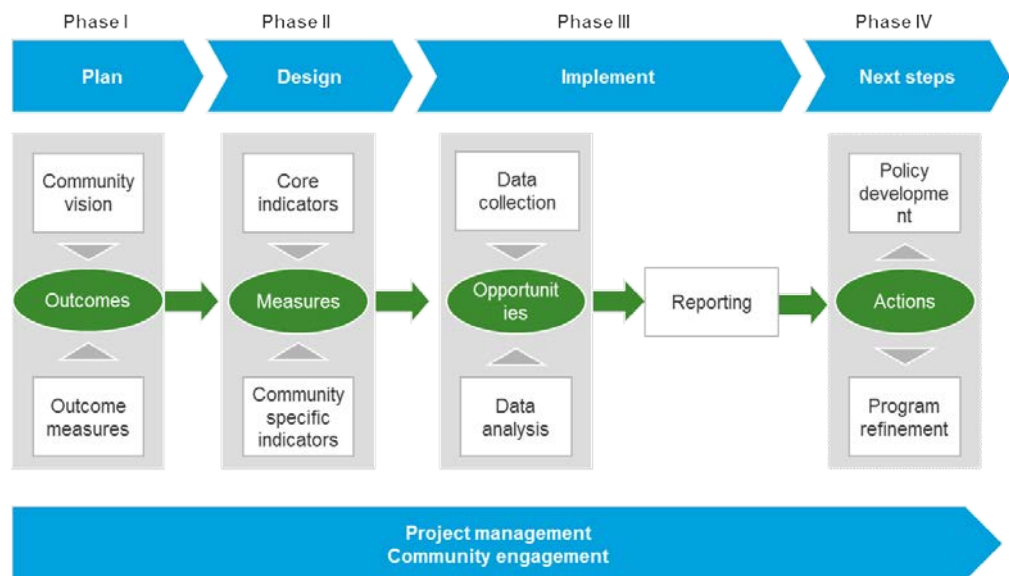 Phase I
Phase II
Phase III
Phase IV
Plan
Design
Implement
Next steps
Community
vision
Core
indicators
Data
collection
Policy
developme
nt
Outcomes
Measures
Opportunit
ies
Reporting
Actions
Outcome
measures
Community
specific
indicators
Data
analysis
Program
refinement
Project management
Community engagement